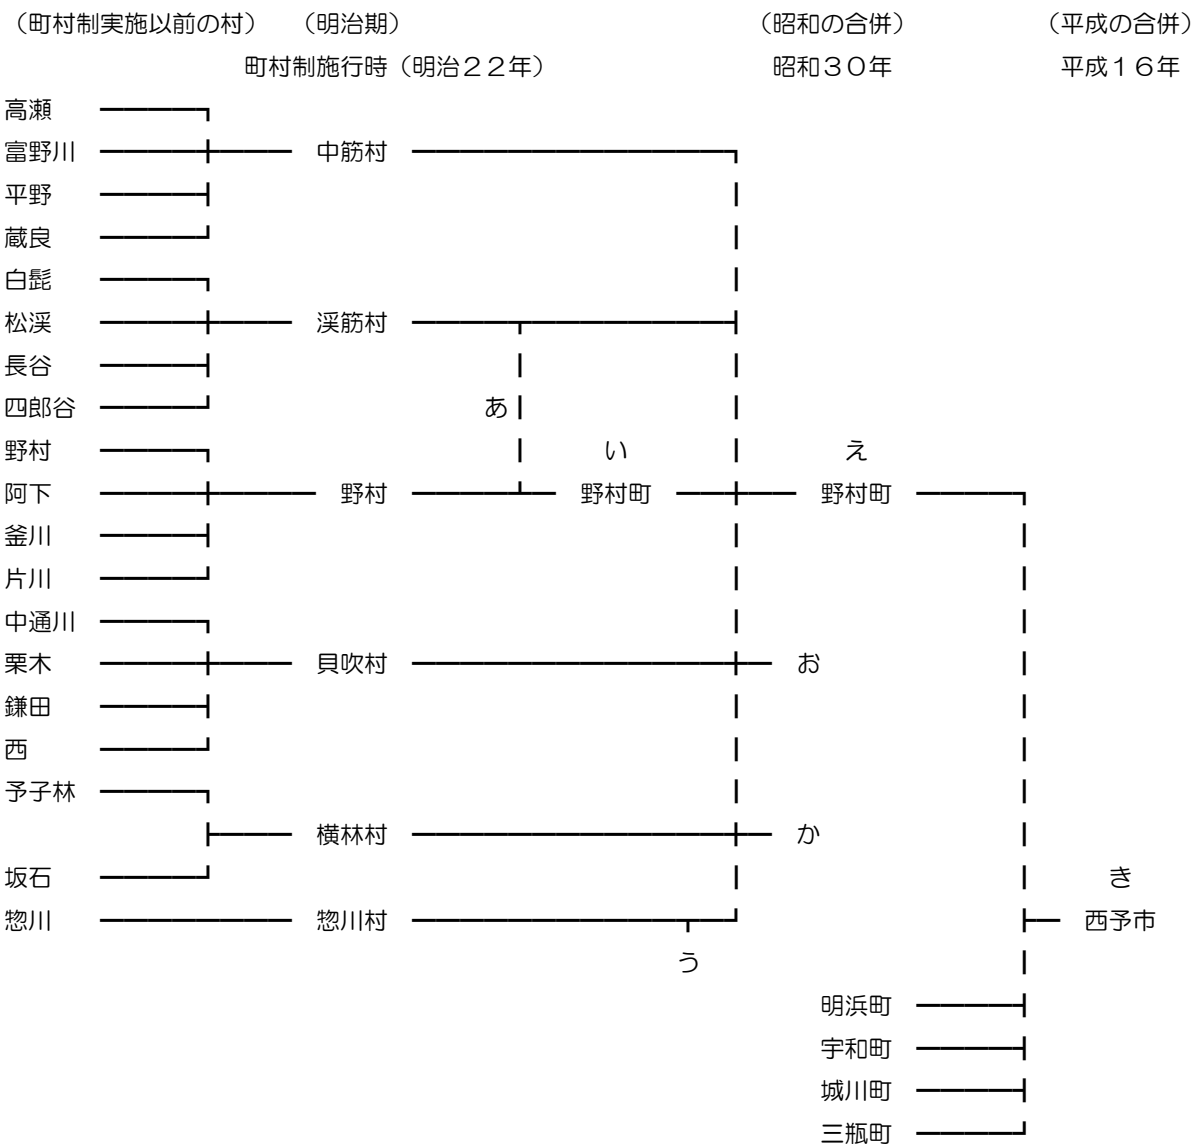 （町村制実施以前の村） （明治期） （昭和の合併） （平成の合併）
町村制施行時（明治２２年） 昭和３０年 平成１６年
高瀬
富野川 中筋村
平野
蔵良
白髭
松渓 渓筋村
長谷
四郎谷 あ
野村 い え
阿下 野村 野村町 野村町
釜川
片川
中通川
栗木 貝吹村 お
鎌田
西
予子林
横林村 か
坂石 き
惣川 惣川村 西予市
う
明浜町
宇和町
城川町
三瓶町